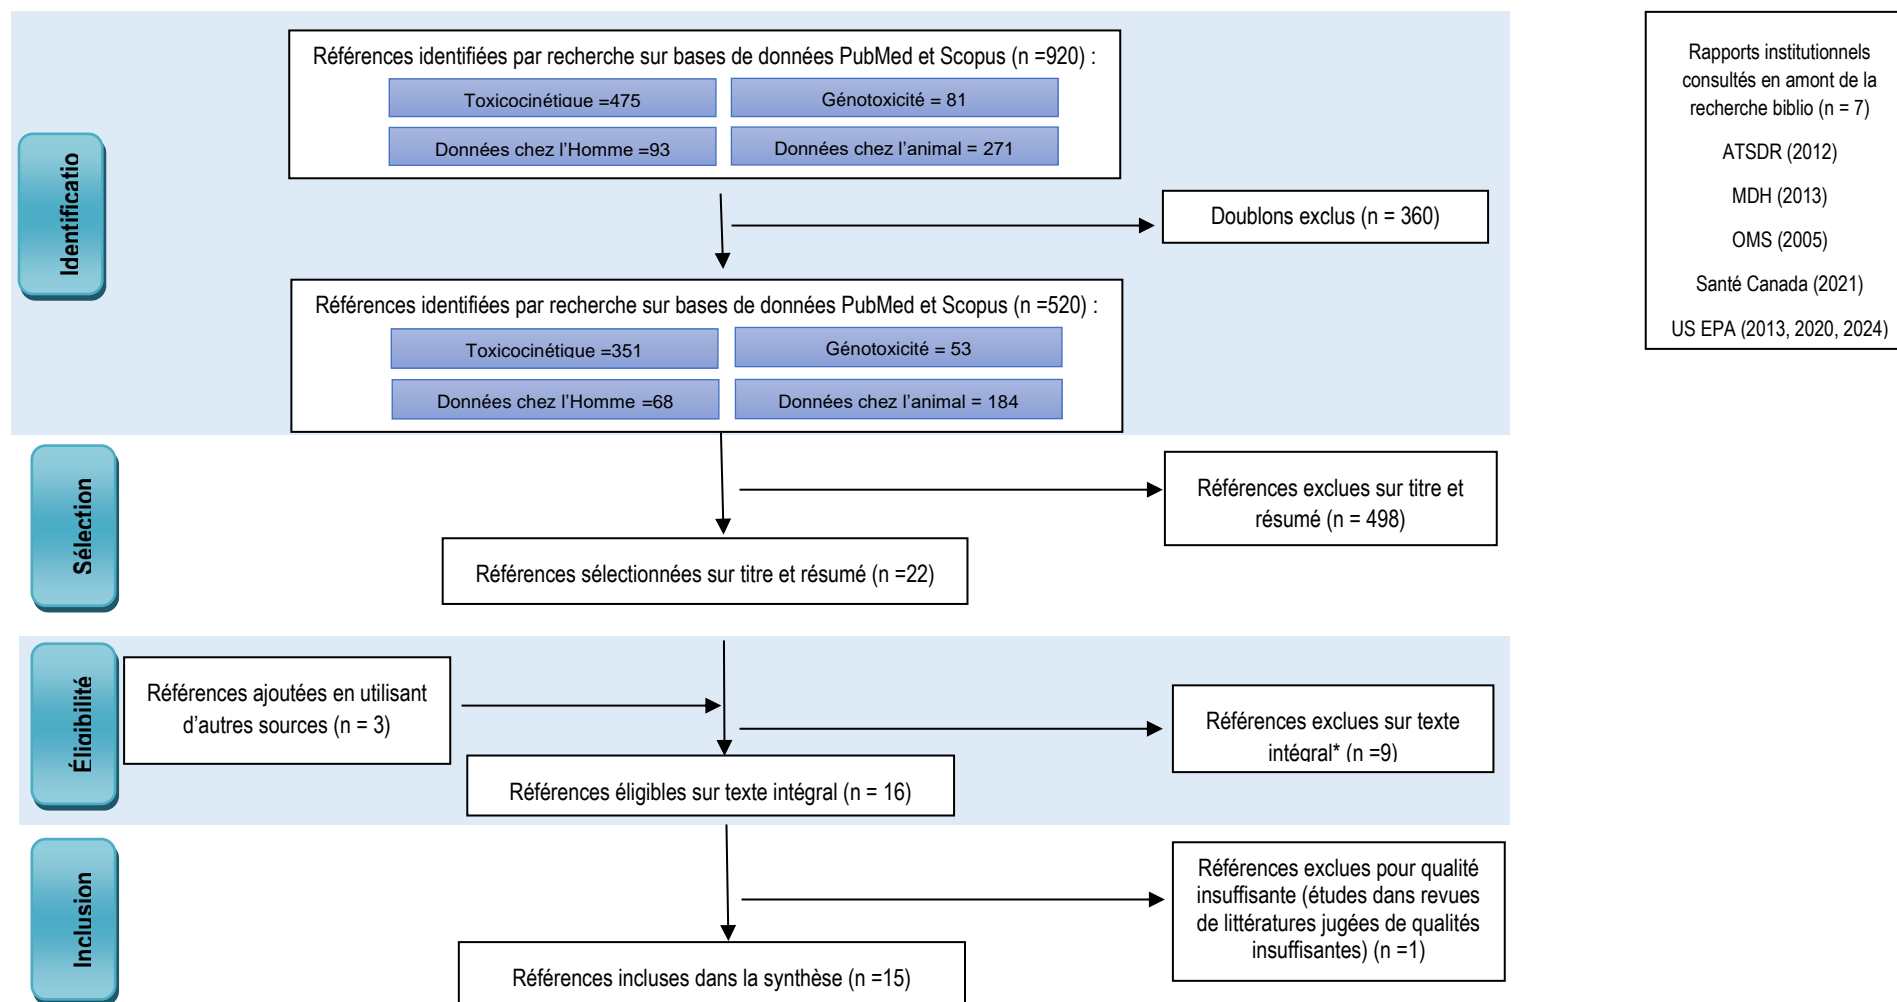 Références identifiées par recherche sur bases de données PubMed et Scopus (n =920) :
Toxicocinétique =475
Génotoxicité = 81
Données chez l'Homme =93
Données chez l'animal = 271
Identificatio
Doublons exclus (n = 360)
Références identifiées par recherche sur bases de données PubMed et Scopus (n =520) :
Toxicocinétique =351
Génotoxicité = 53
Données chez l'Homme =68
Données chez l'animal = 184
Rapports institutionnels
consultés en amont de la
recherche biblio (n = 7)
ATSDR (2012)
MDH (2013)
OMS (2005)
Santé Canada (2021)
US EPA (2013, 2020, 2024)
Sélection
Références exclues sur titre et
résumé (n = 498)
Références sélectionnées sur titre et résumé (n =22)
Éligibilité
Références ajoutées en utilisant
d'autres sources (n = 3)
Références exclues sur texte
intégral* (n =9)
Références éligibles sur texte intégral (n = 16)
Inclusion
Références exclues pour qualité
insuffisante (études dans revues
de littératures jugées de qualités
insuffisantes) (n =1)
Références incluses dans la synthèse (n =15)